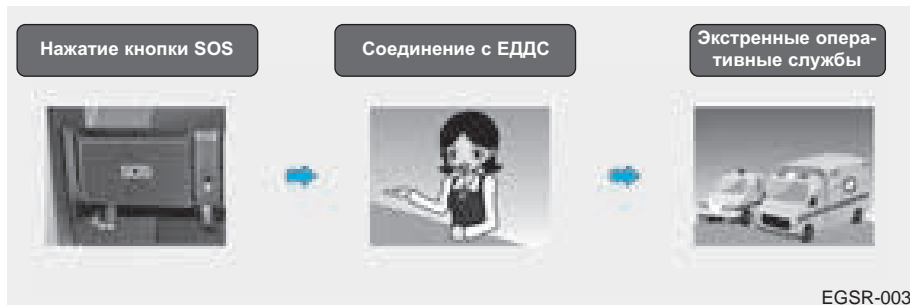 Нажатие кнопки SOS
Соединение с ЕДДС
Экстренные опера-
тивные службы
EGSR-003